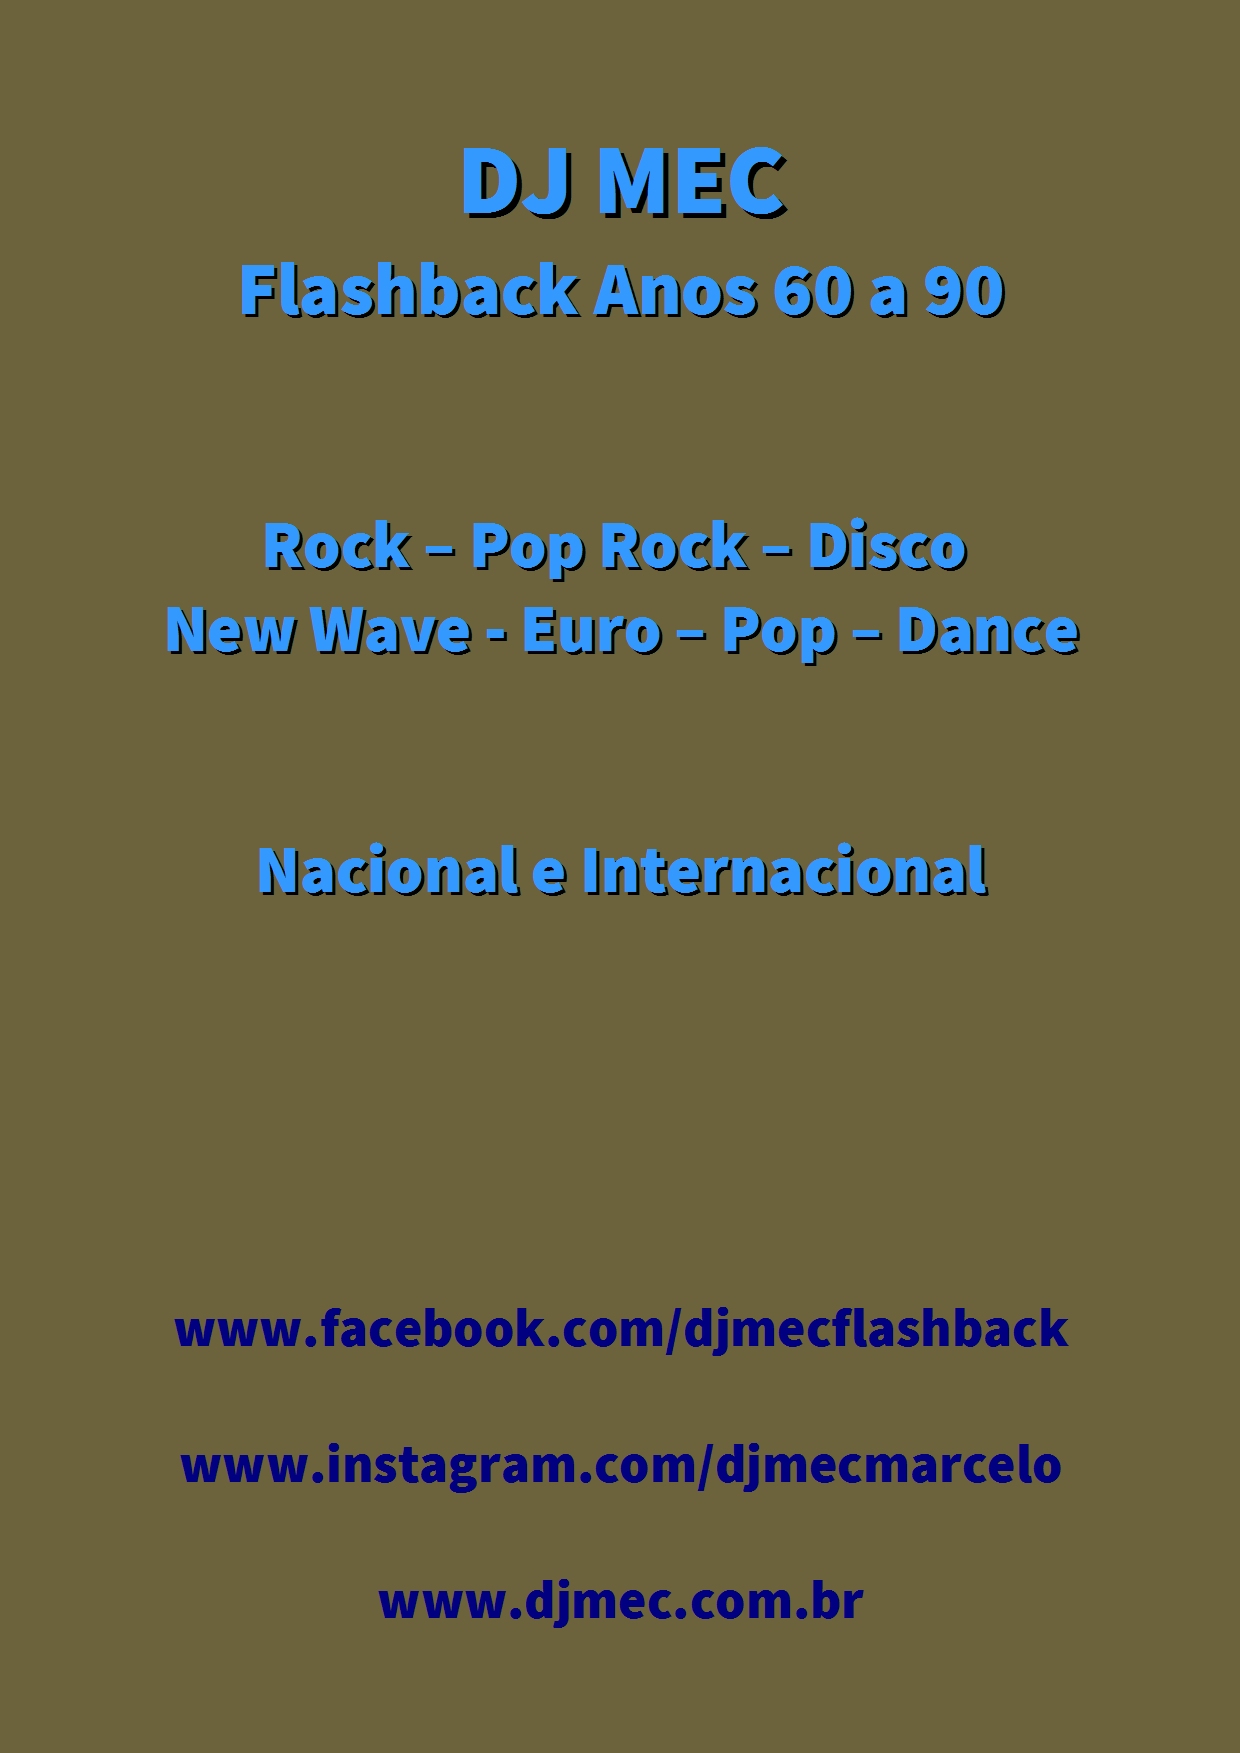 DJ MEC
Flashback Anos 60 a 90
Rock – Pop Rock – Disco
New Wave - Euro – Pop – Dance
Nacional e Internacional
www.facebook.com/djmecflashback
www.instagram.com/djmecmarcelo
www.djmec.com.br